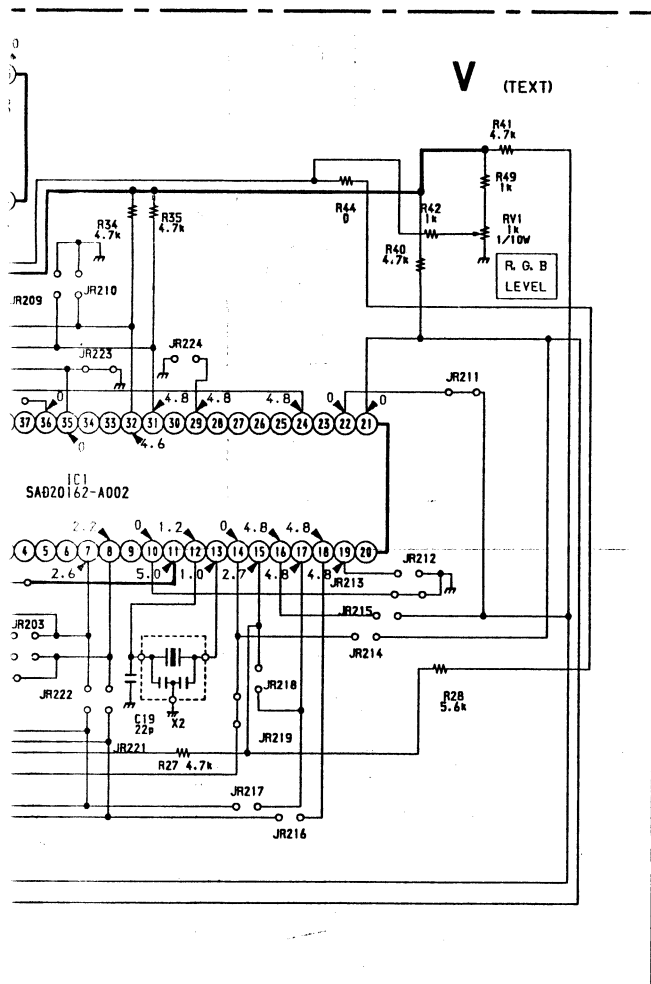 0
V (TEXT)
R41
4.7k
R49
1k
R44
0
R42
1k
RV1
1k
1/10W
R34
4.7k
R35
4.7k
R40
4.7k
R. G. B
LEVEL
JR209
JR210
JR224
JR223
JR211
0 4.8 4.8 4.8 0 0
37 36 35 34 33 32 31 30 29 28 27 26 25 24 23 22 21
0 4.6
IC1
SAD20162-A002
2.2 0 1.2 0 4.8 4.8
4 5 6 7 8 9 10 11 12 13 14 15 16 17 18 19 20
2.6 5.0 1.0 2.7 4.8 4.8
JR212
JR213
JR203
JR215
JR214
JR222
JR218
R28
5.6k
C19
22p
X2
JR221
JR219
R27 4.7k
JR217
JR216